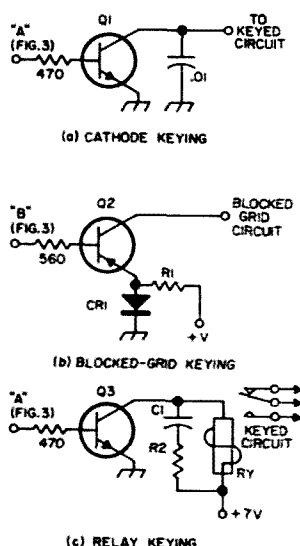 "A"
(FIG.3)
470
Q1
.01
TO
KEYED
CIRCUIT
(a) CATHODE KEYING
"B"
(FIG.3)
560
Q2
BLOCKED
GRID
CIRCUIT
R1
CR1
+V
(b) BLOCKED-GRID KEYING
"A"
(FIG.3)
470
Q3
C1
R2
RY
KEYED
CIRCUIT
+7V
(c) RELAY KEYING